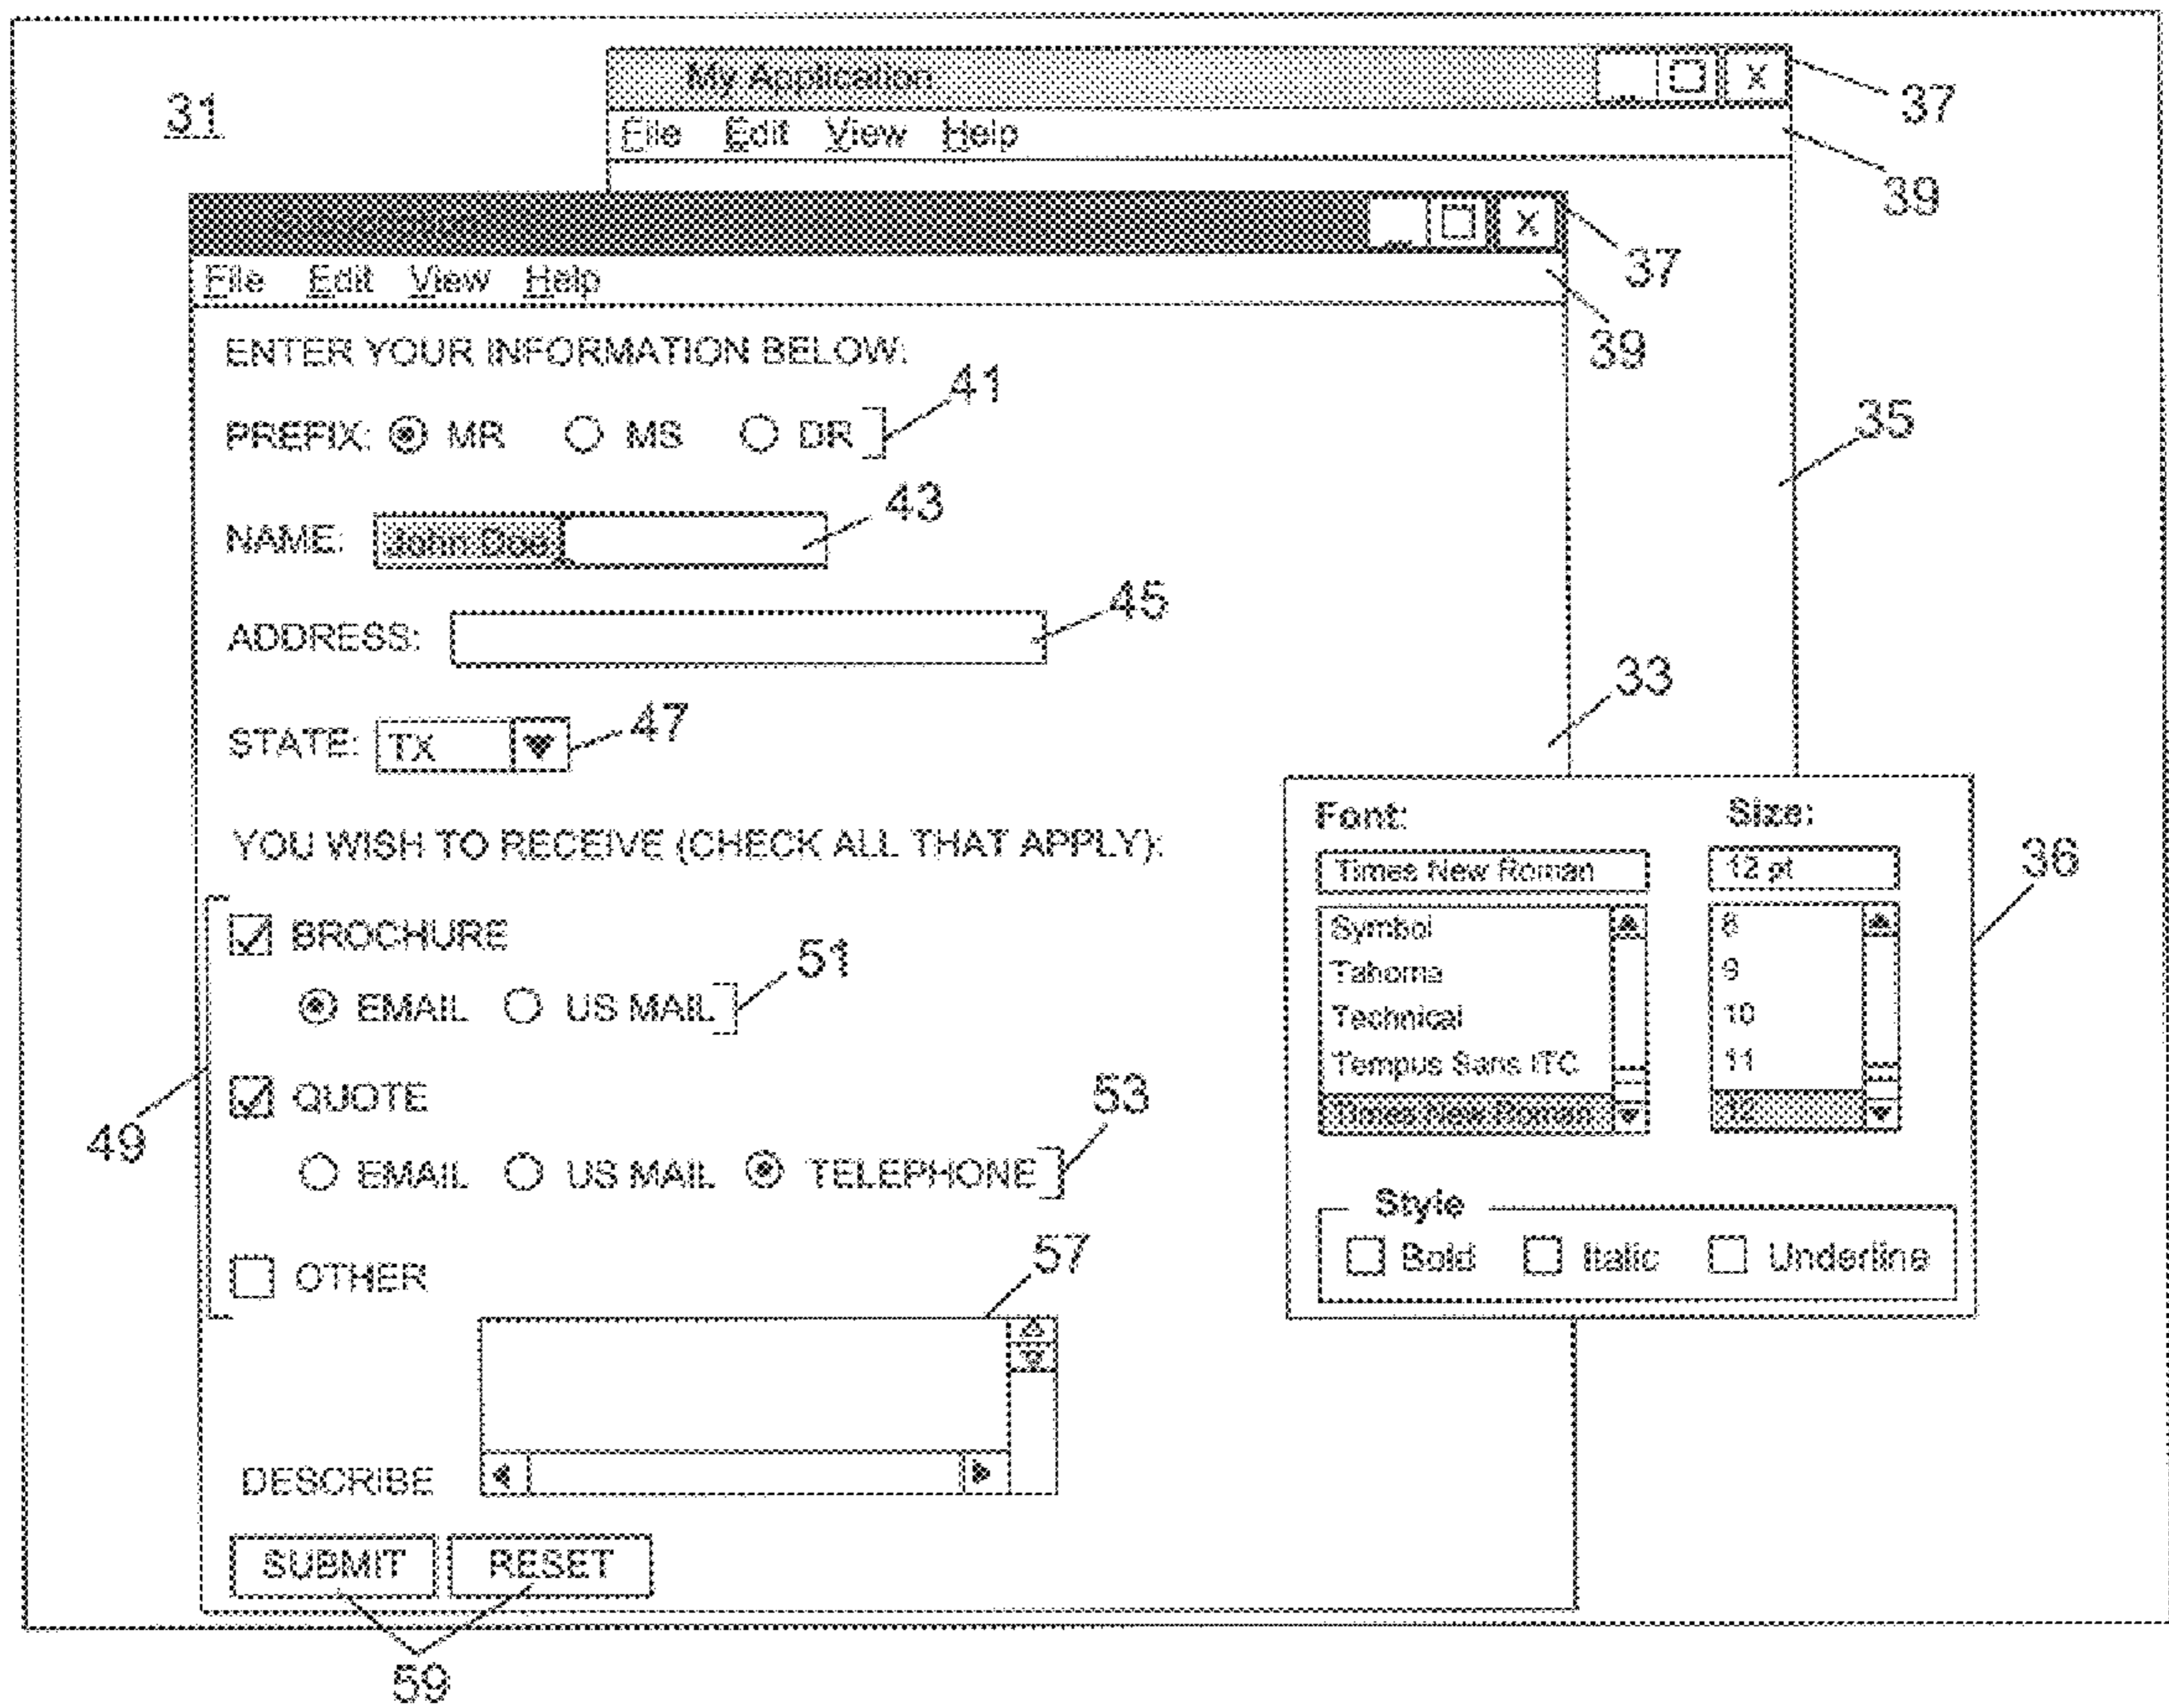 31
My Application
_ X
37
File Edit View Help
39
_ X
37
File Edit View Help
39
ENTER YOUR INFORMATION BELOW:
41
PREFIX: MR MS DR
35
NAME: John Doe
43
ADDRESS:
45
33
STATE: TX
47
YOU WISH TO RECEIVE (CHECK ALL THAT APPLY):
BROCHURE
51
EMAIL US MAIL
49
QUOTE
53
EMAIL US MAIL TELEPHONE
OTHER
57
DESCRIBE
SUBMIT RESET
59
Font: Size:
36
Times New Roman 12 pt
Symbol 8
Tahoma 9
Technical 10
Tempus Sans ITC 11
Times New Roman 12
Style
Bold Italic Underline